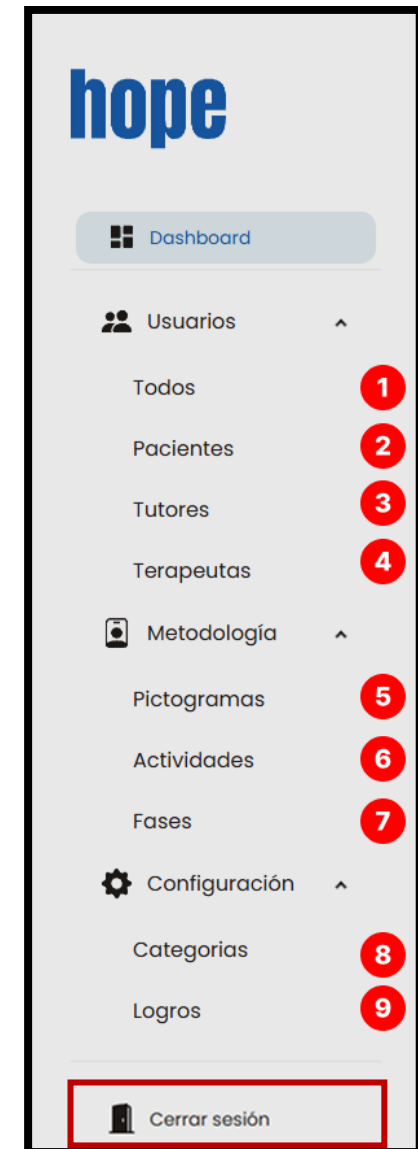 hope
Dashboard
Usuarios
Todos 1
Pacientes 2
Tutores 3
Terapeutas 4
Metodología
Pictogramas 5
Actividades 6
Fases 7
Configuración
Categorias 8
Logros 9
Cerrar sesión